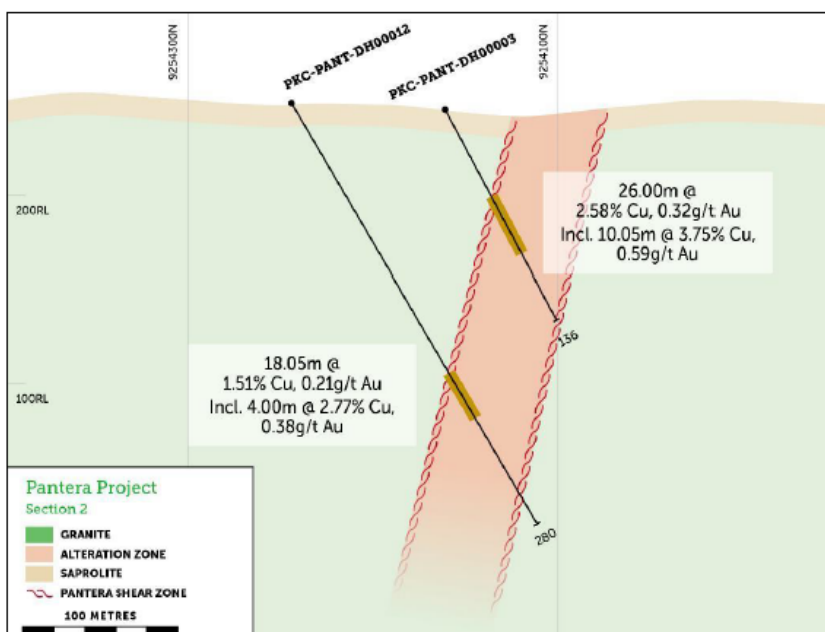 9254300N
PKC-PANT-DH00012
PKC-PANT-DH00003
9254100N
200RL
26.00m @
2.58% Cu, 0.32g/t Au
Incl. 10.05m @ 3.75% Cu,
0.59g/t Au
136
18.05m @
1.51% Cu, 0.21g/t Au
Incl. 4.00m @ 2.77% Cu,
0.38g/t Au
100RL
280
Pantera Project
Section 2
GRANITE
ALTERATION ZONE
SAPROLITE
PANTERA SHEAR ZONE
100 METRES